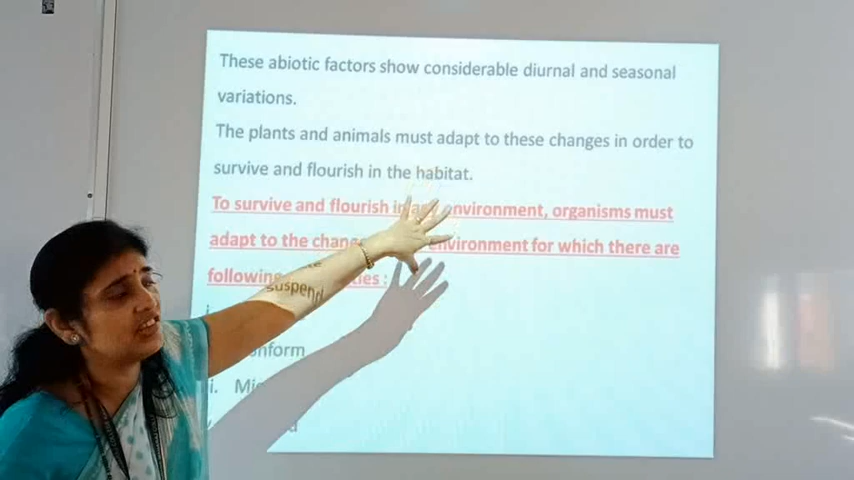 These abiotic factors show considerable diurnal and seasonal
variations.
The plants and animals must adapt to these changes in order to
survive and flourish in the habitat.
To survive and flourish in any environment, organisms must
adapt to the environment for which there are
following :
suspend
i.
onform
i. Mi